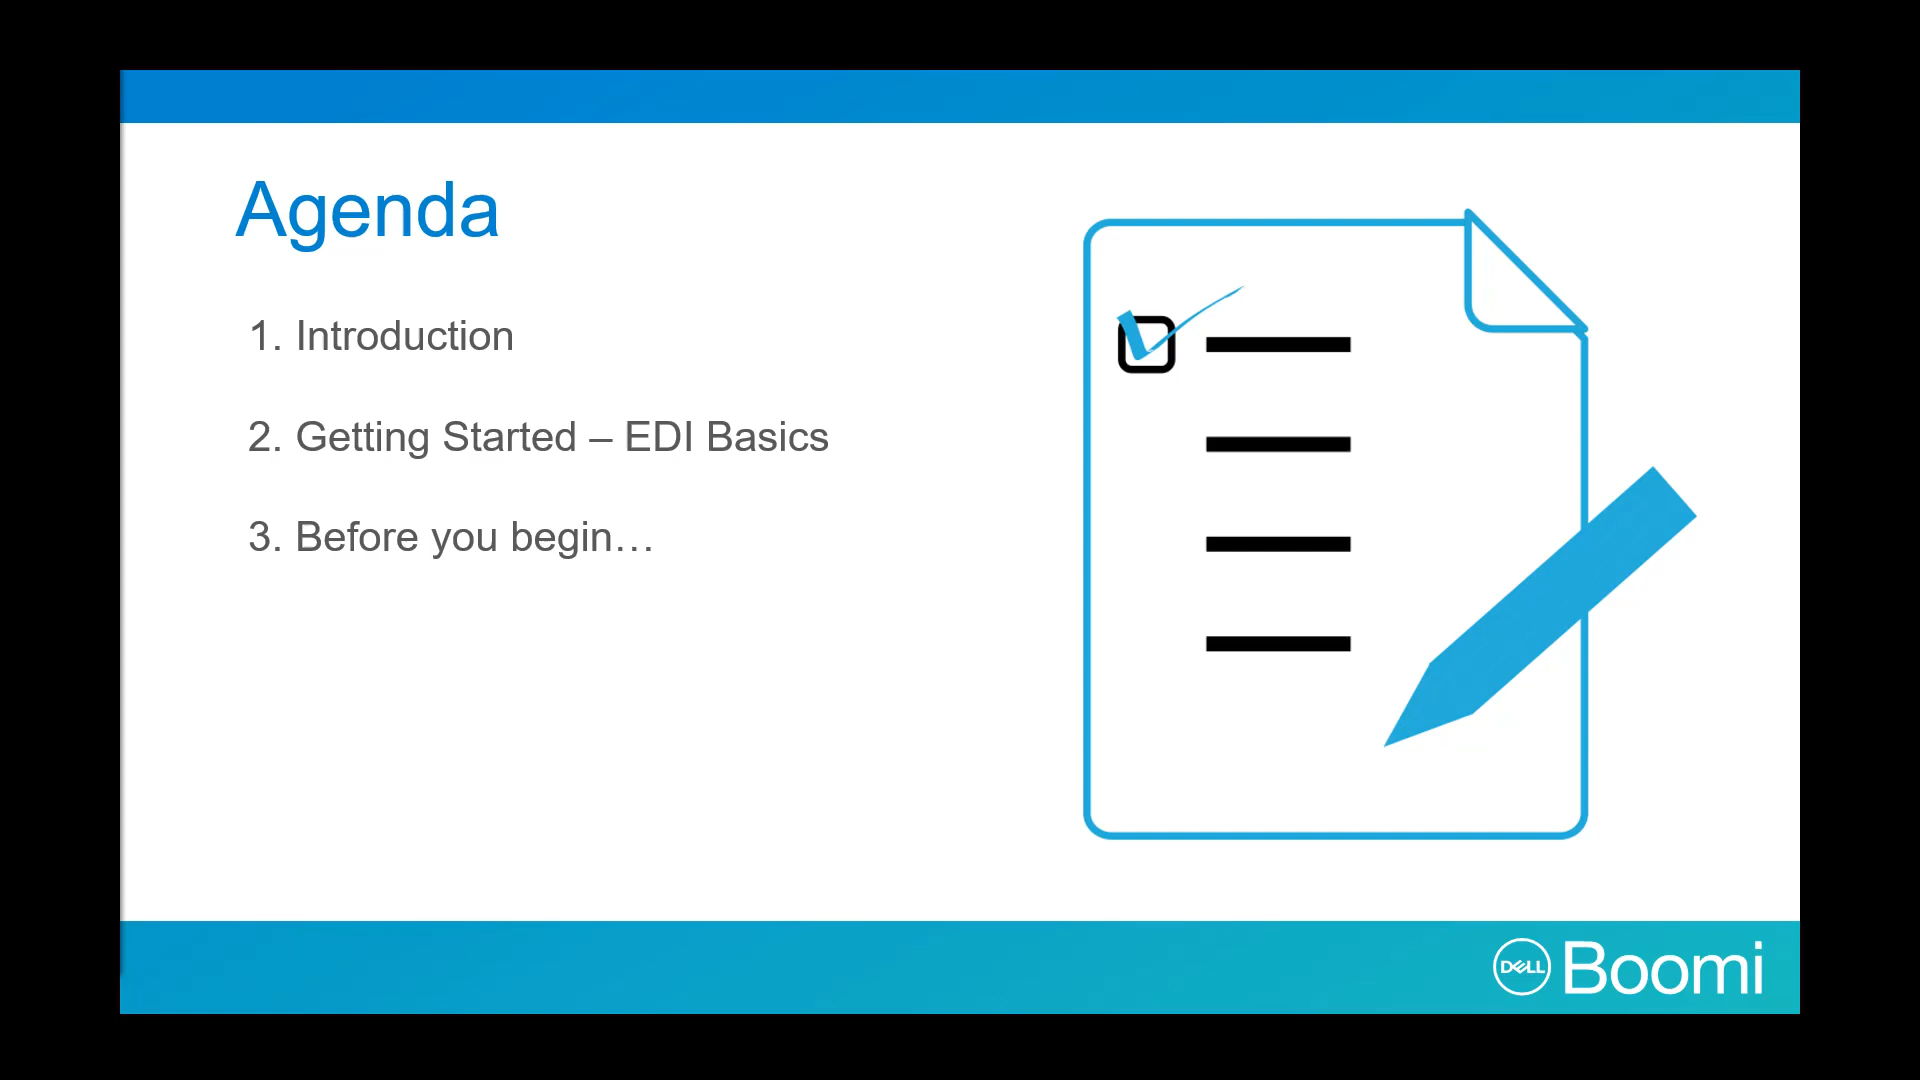 Agenda
1. Introduction
2. Getting Started – EDI Basics
3. Before you begin…
DELL Boomi